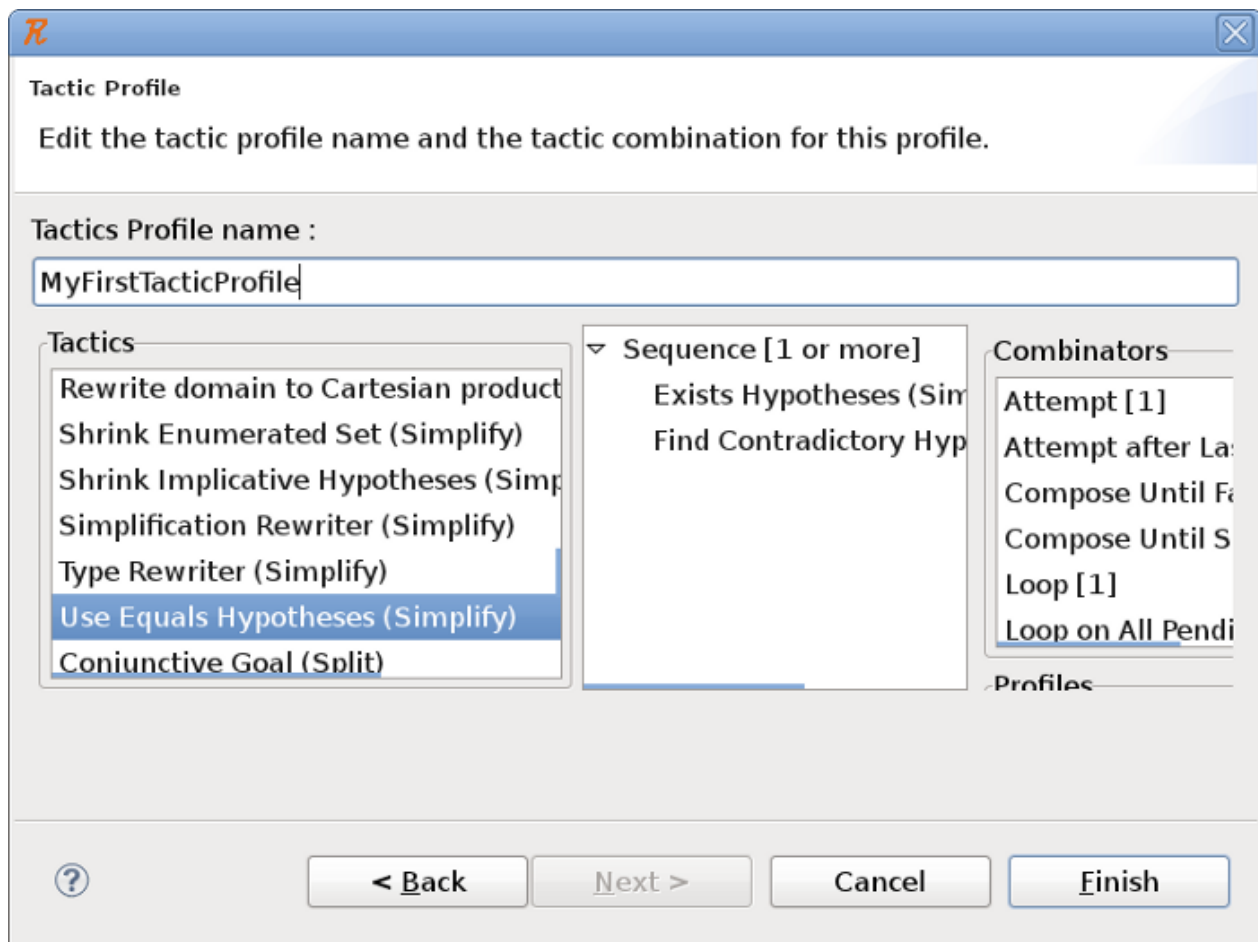 R
Tactic Profile
Edit the tactic profile name and the tactic combination for this profile.
Tactics Profile name :
MyFirstTacticProfile
Tactics
Rewrite domain to Cartesian product
Shrink Enumerated Set (Simplify)
Shrink Implicative Hypotheses (Simp
Simplification Rewriter (Simplify)
Type Rewriter (Simplify)
Use Equals Hypotheses (Simplify)
Conjunctive Goal (Split)
Sequence [1 or more]
Exists Hypotheses (Sim
Find Contradictory Hyp
Combinators
Attempt [1]
Attempt after Las
Compose Until Fa
Compose Until S
Loop [1]
Loop on All Pendi
Profiles
?
< Back
Next >
Cancel
Finish